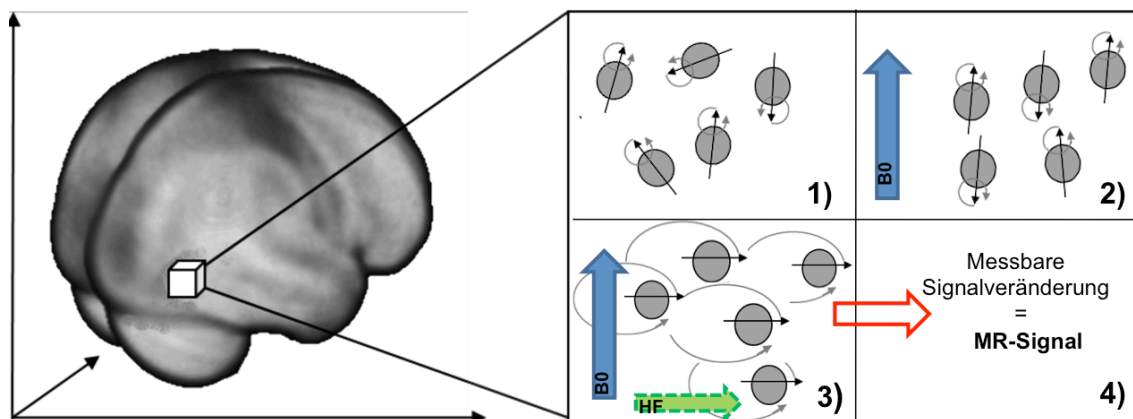 1)
B0
2)
B0
HF
3)
Messbare
Signalveränderung
=
MR-Signal
4)